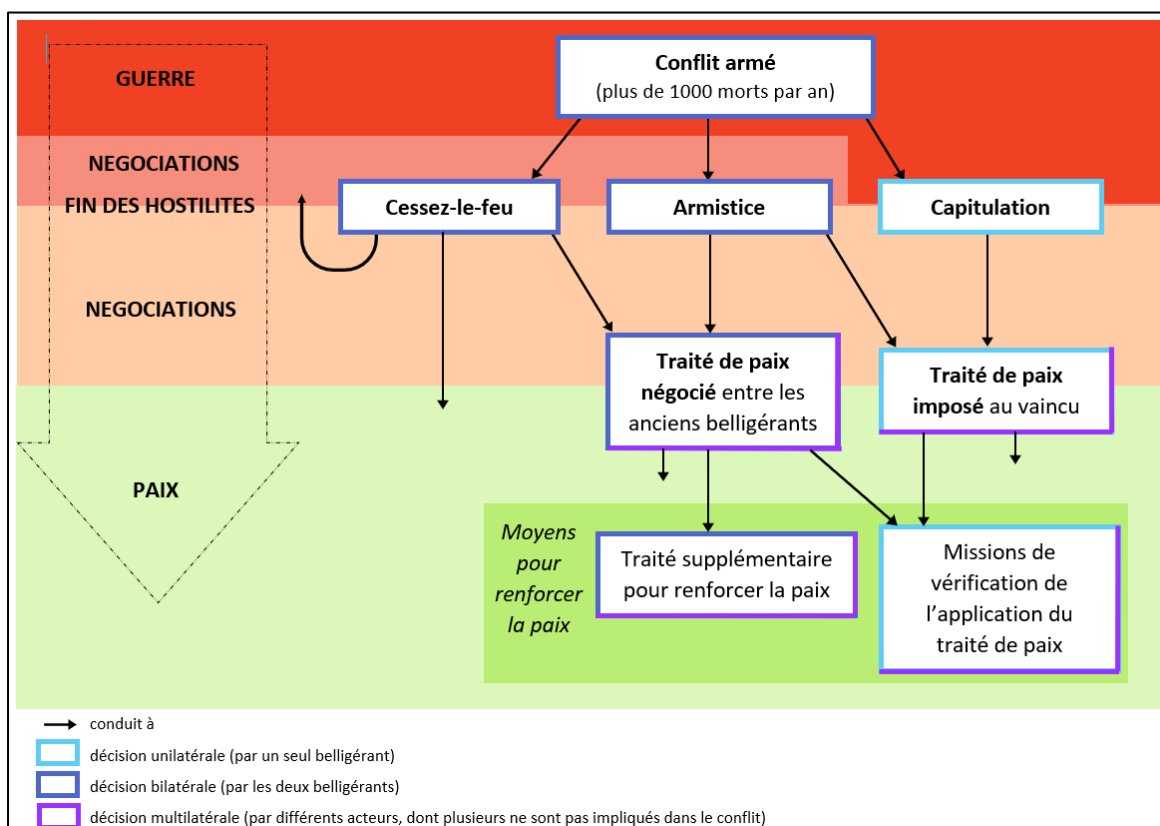 GUERRE
Conflit armé
(plus de 1000 morts par an)
NEGOCIATIONS
FIN DES HOSTILITES
Cessez-le-feu
Armistice
Capitulation
NEGOCIATIONS
Traité de paix
négocié entre les
anciens belligérants
Traité de paix
imposé au vaincu
PAIX
Moyens
pour
renforcer
la paix
Traité supplémentaire
pour renforcer la paix
Missions de
vérification de
l’application du
traité de paix
conduit à
décision unilatérale (par un seul belligérant)
décision bilatérale (par les deux belligérants)
décision multilatérale (par différents acteurs, dont plusieurs ne sont pas impliqués dans le conflit)